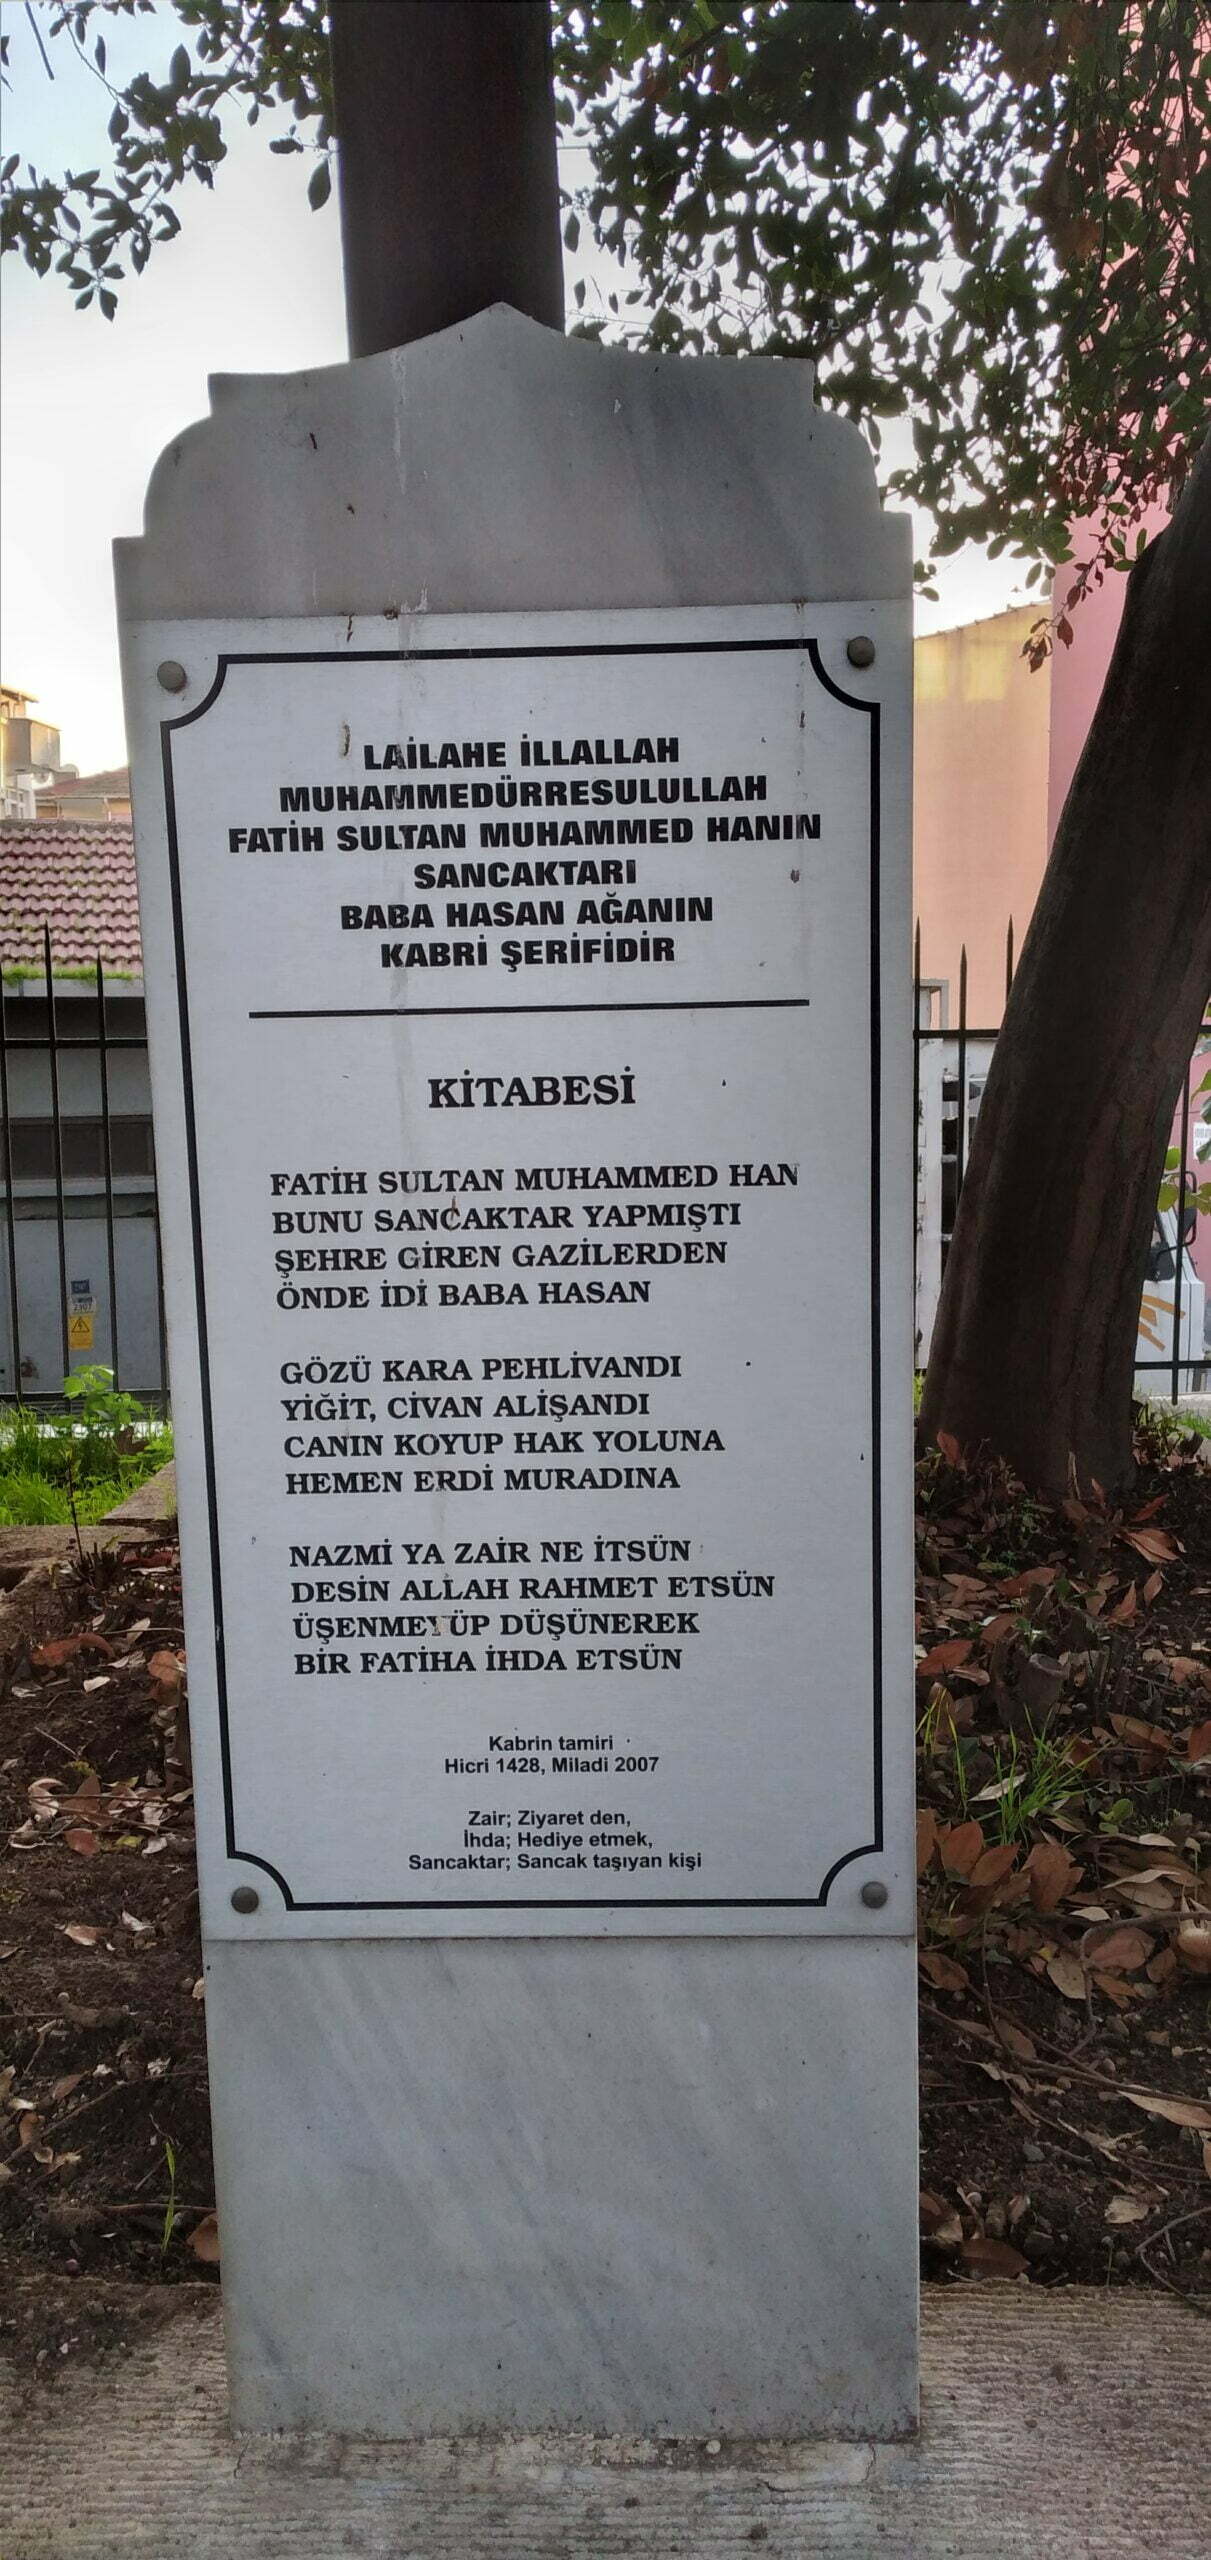 LAİLAHE İLLALLAH
MUHAMMEDÜRRESULULLAH
FATİH SULTAN MUHAMMED HANIN
SANCAKTARI
BABA HASAN AĞANIN
KABRİ ŞERİFİDİR
KİTABESİ
FATİH SULTAN MUHAMMED HAN
BUNU SANCAKTAR YAPMIŞTI
ŞEHRE GİREN GAZİLERDEN
ÖNDE İDİ BABA HASAN
GÖZÜ KARA PEHLİVANDI
YİĞİT, CİVAN ALİŞANDI
CANIN KOYUP HAK YOLUNA
HEMEN ERDİ MURADINA
NAZMİ YA ZAİR NE İTSÜN
DESİN ALLAH RAHMET ETSÜN
ÜŞENMEYÜP DÜŞÜNEREK
BİR FATİHA İHDA ETSÜN
Kabrin tamiri
Hicri 1428, Miladi 2007
Zair; Ziyaret den,
İhda; Hediye etmek,
Sancaktar; Sancak taşıyan kişi